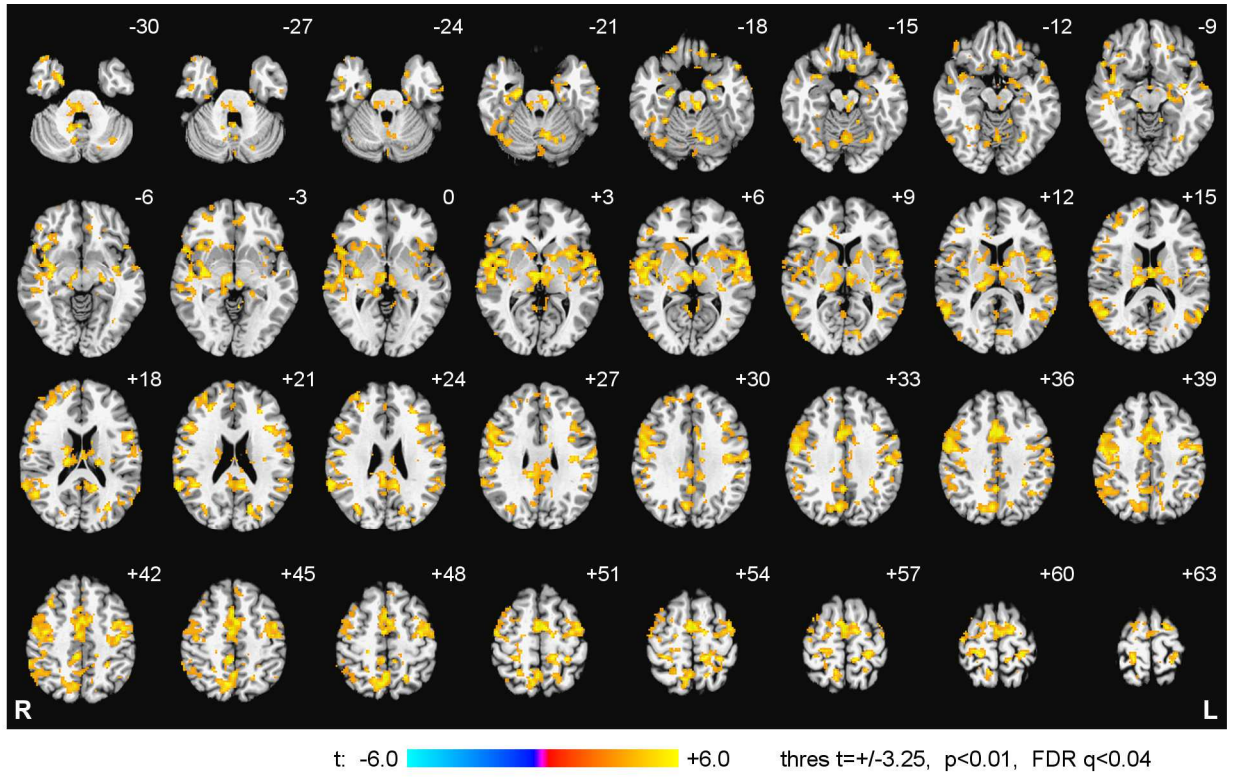 -30 -27 -24 -21 -18 -15 -12 -9
-6 -3 0 +3 +6 +9 +12 +15
+18 +21 +24 +27 +30 +33 +36 +39
+42 +45 +48 +51 +54 +57 +60 +63
R L
t: -6.0 +6.0 thres t=+/-3.25, p<0.01, FDR q<0.04